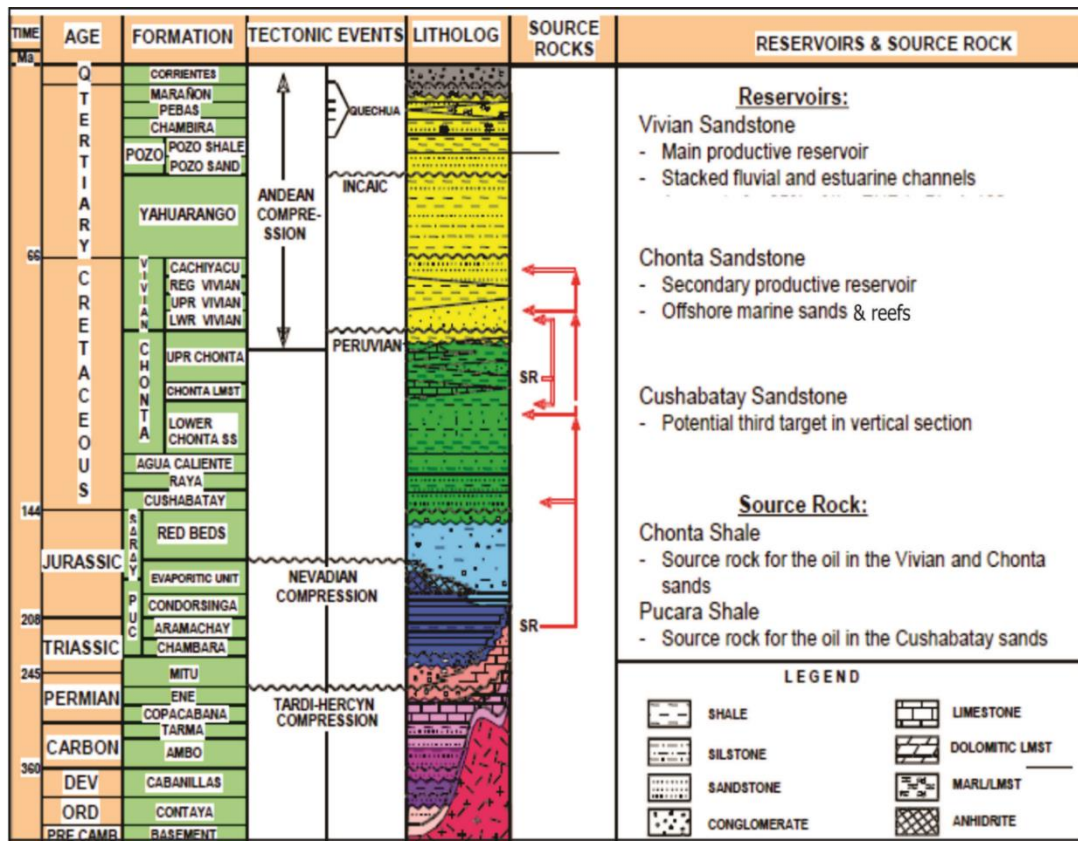 TIME
Ma
AGE
FORMATION
TECTONIC EVENTS
LITHOLOG
SOURCE
ROCKS
RESERVOIRS & SOURCE ROCK
Q
TERTIARY
CRETACEOUS
JURASSIC
TRIASSIC
PERMIAN
CARBON
DEV
ORD
PRE CAMB
66
144
208
245
360
CORRIENTES
MARAÑON
PEBAS
CHAMBIRA
POZO
POZO SHALE
POZO SAND
YAHUARANGO
VIVIAN
CACHIYACU
REG VIVIAN
UPR VIVIAN
LWR VIVIAN
CHONTA
UPR CHONTA
CHONTA LMST
LOWER
CHONTA SS
AGUA CALIENTE
RAYA
CUSHABATAY
SARAY
RED BEDS
EVAPORITIC UNIT
PUC
CONDORSINGA
ARAMACHAY
CHAMBARA
MITU
ENE
COPACABANA
TARMA
AMBO
CABANILLAS
CONTAYA
BASEMENT
ANDEAN
COMPRE-
SSION
QUECHUA
INCAIC
PERUVIAN
NEVADIAN
COMPRESSION
TARDI-HERCYN
COMPRESSION
SR
SR
Reservoirs:
Vivian Sandstone
- Main productive reservoir
- Stacked fluvial and estuarine channels
Chonta Sandstone
- Secondary productive reservoir
- Offshore marine sands & reefs
Cushabatay Sandstone
- Potential third target in vertical section
Source Rock:
Chonta Shale
- Source rock for the oil in the Vivian and Chonta
sands
Pucara Shale
- Source rock for the oil in the Cushabatay sands
LEGEND
SHALE
SILSTONE
SANDSTONE
CONGLOMERATE
LIMESTONE
DOLOMITIC LMST
MARL/LMST
ANHIDRITE